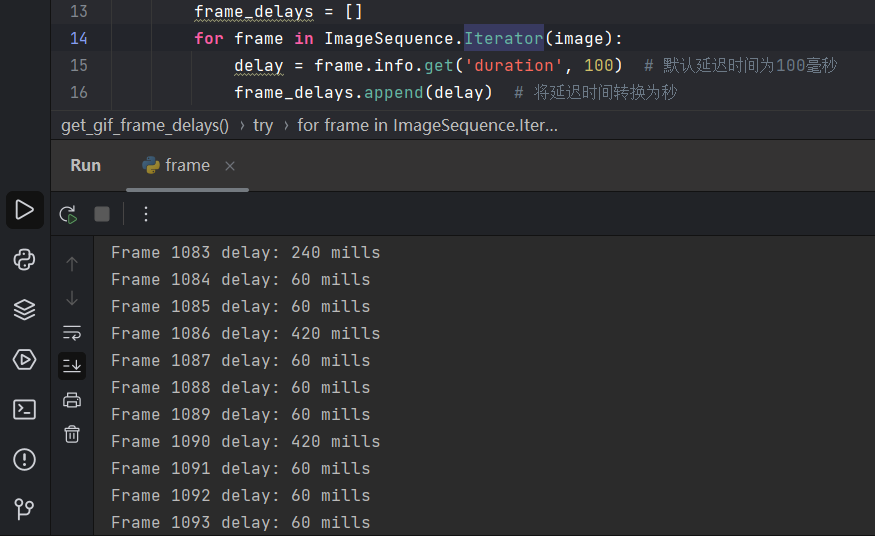 13 frame_delays = []
14 for frame in ImageSequence.Iterator(image):
15 delay = frame.info.get('duration', 100)  # 默认延迟时间为100毫秒
16 frame_delays.append(delay)  # 将延迟时间转换为秒
get_gif_frame_delays() › try › for frame in ImageSequence.Iter...
Run frame ×
Frame 1083 delay: 240 mills
Frame 1084 delay: 60 mills
Frame 1085 delay: 60 mills
Frame 1086 delay: 420 mills
Frame 1087 delay: 60 mills
Frame 1088 delay: 60 mills
Frame 1089 delay: 60 mills
Frame 1090 delay: 420 mills
Frame 1091 delay: 60 mills
Frame 1092 delay: 60 mills
Frame 1093 delay: 60 mills